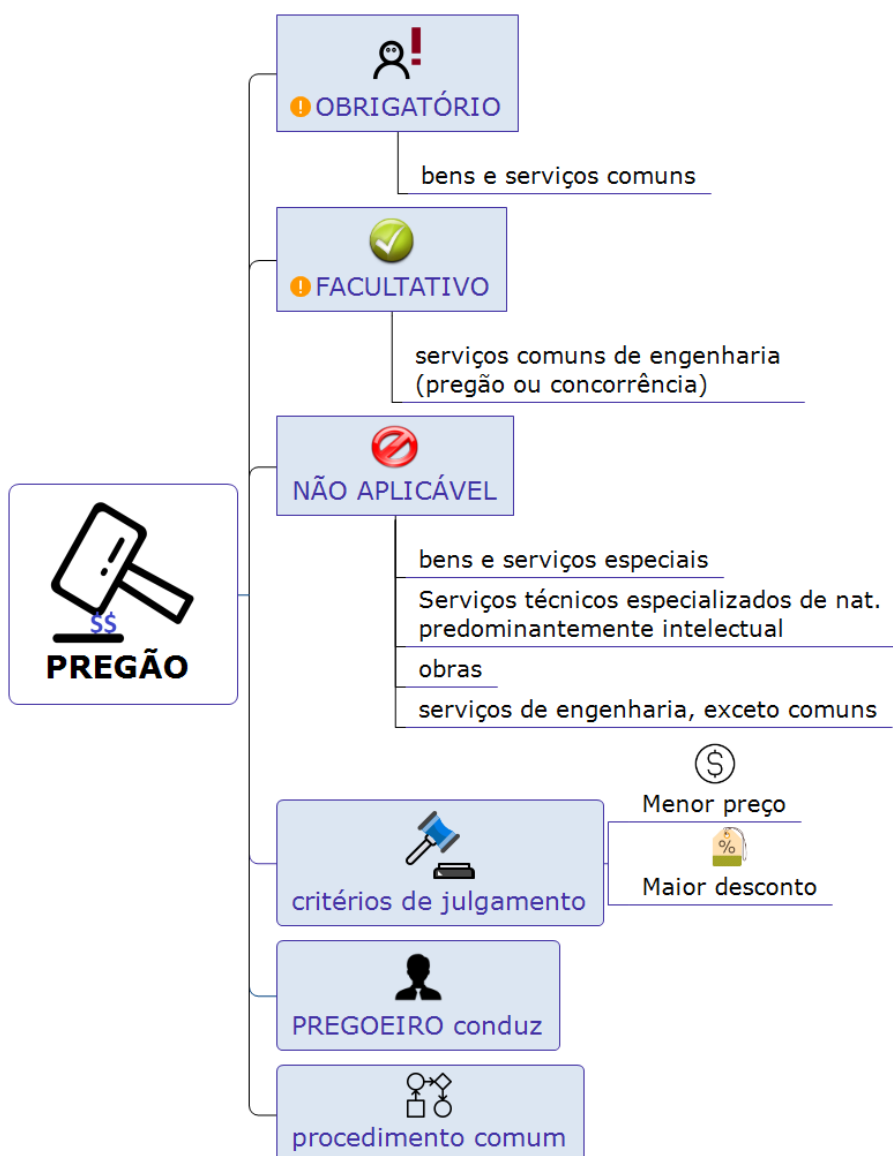 OBRIGATÓRIO
bens e serviços comuns
FACULTATIVO
serviços comuns de engenharia
(pregão ou concorrência)
NÃO APLICÁVEL
bens e serviços especiais
Serviços técnicos especializados de nat.
predominantemente intelectual
obras
serviços de engenharia, exceto comuns
$$
PREGÃO
$
Menor preço
%
Maior desconto
critérios de julgamento
PREGOEIRO conduz
procedimento comum